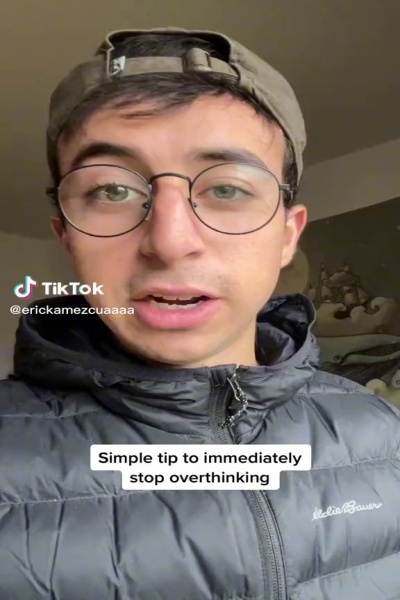 TikTok
@erickamezcuaaaa
Simple tip to immediately
stop overthinking
Eddie Bauer